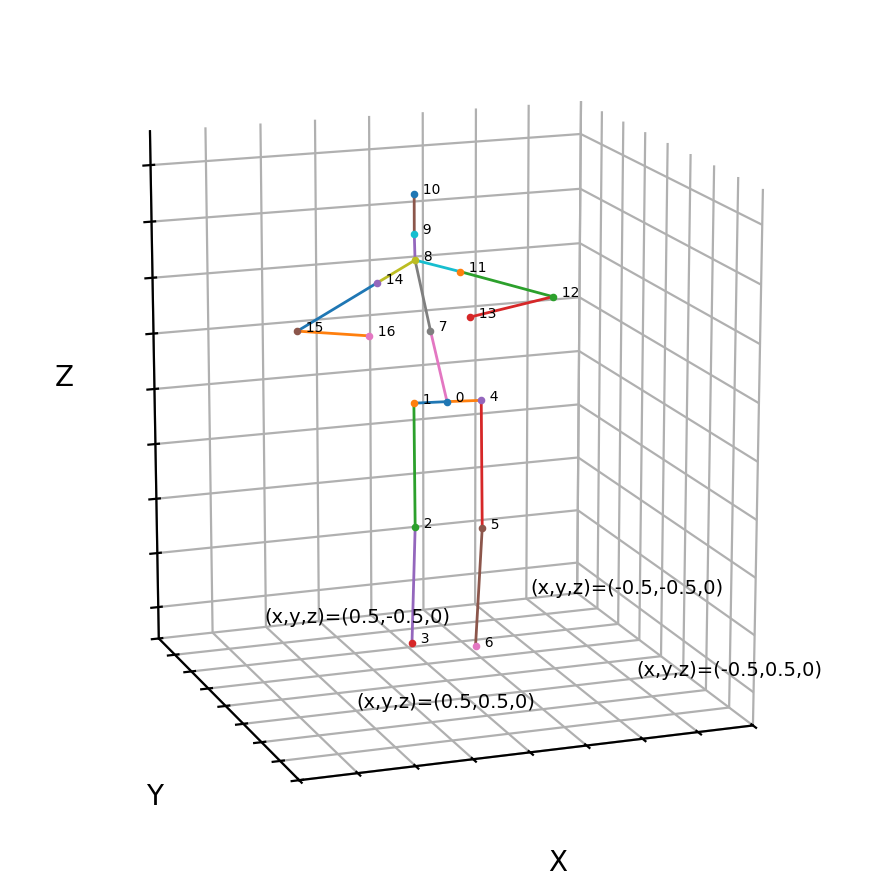 10
9
8
11
14
12
13
15
7
16
Z
1
0
4
2
5
(x,y,z)=(-0.5,-0.5,0)
(x,y,z)=(0.5,-0.5,0)
3
6
(x,y,z)=(-0.5,0.5,0)
(x,y,z)=(0.5,0.5,0)
Y
X